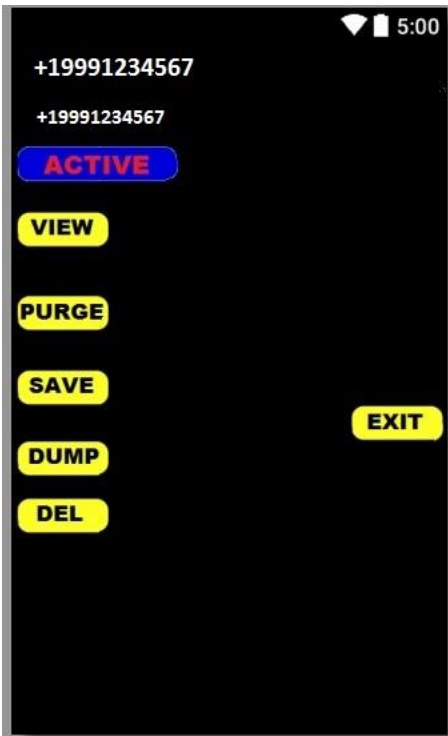 5:00
+19991234567
+19991234567
ACTIVE
VIEW
PURGE
SAVE
EXIT
DUMP
DEL